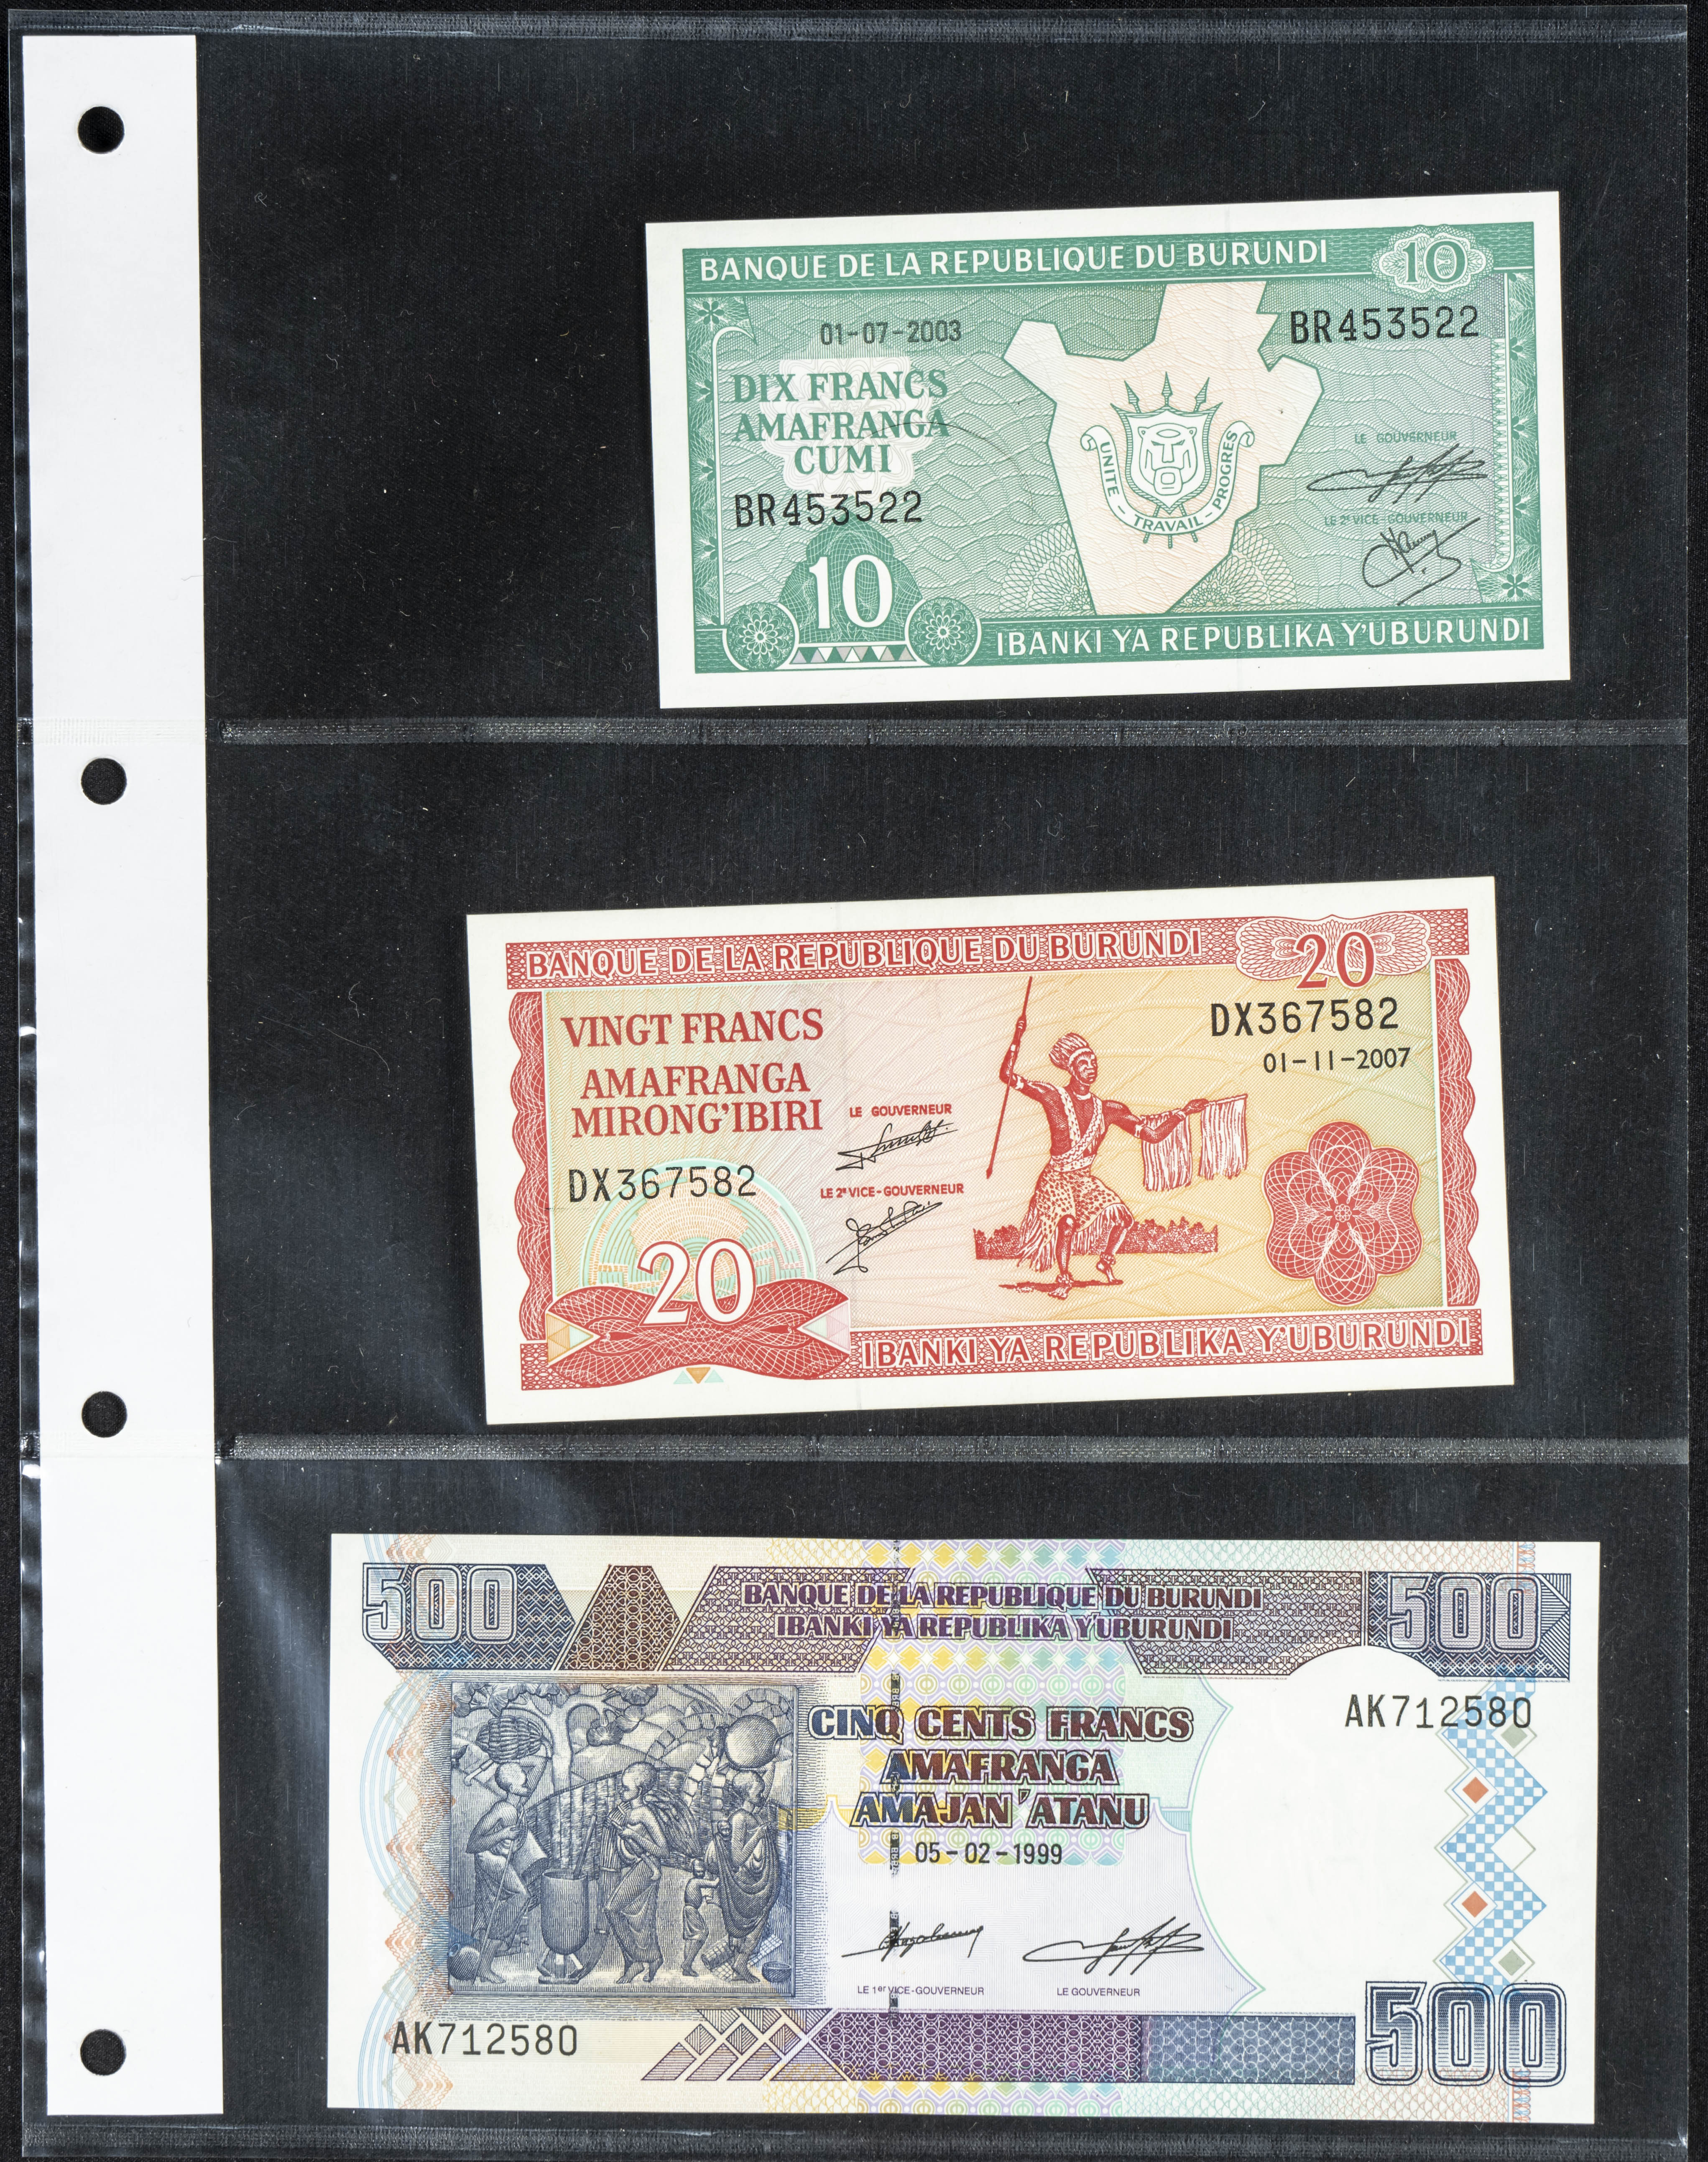 BANQUE DE LA REPUBLIQUE DU BURUNDI 10
01-07-2003
BR453522
DIX FRANCS
AMAFRANGA
CUMI
BR453522
10
UNITE - TRAVAIL - PROGRES
LE GOUVERNEUR
LE 2e VICE-GOUVERNEUR
IBANKI YA REPUBLIKA Y'UBURUNDI
BANQUE DE LA REPUBLIQUE DU BURUNDI 20
VINGT FRANCS
AMAFRANGA
MIRONG'IBIRI
DX367582
01-11-2007
LE GOUVERNEUR
DX367582
LE 2e VICE-GOUVERNEUR
20
IBANKI YA REPUBLIKA Y'UBURUNDI
500
BANQUE DE LA REPUBLIQUE DU BURUNDI
IBANKI YA REPUBLIKA Y'UBURUNDI
500
AK712580
CINQ CENTS FRANCS
AMAFRANGA
AMAJAN'ATANU
05-02-1999
LE 1er VICE-GOUVERNEUR
LE GOUVERNEUR
AK712580
500